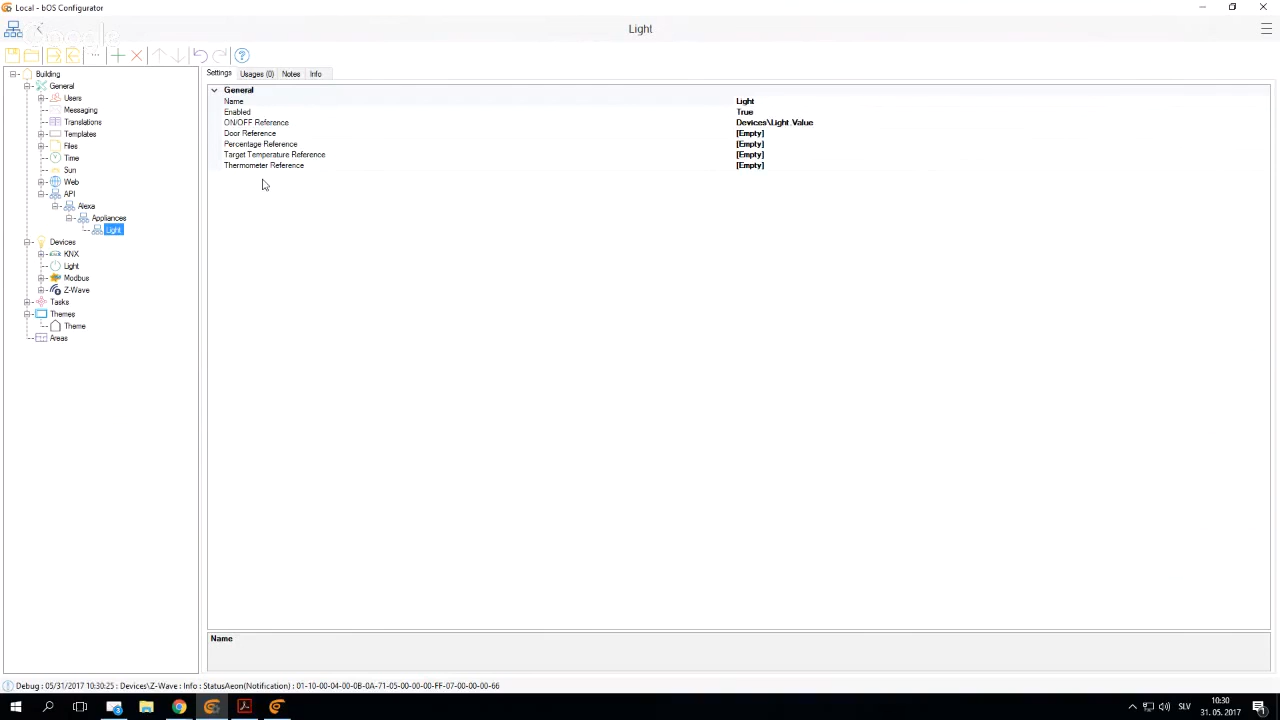 Local - bOS Configurator
Light
Settings
Usages (0)
Notes
Info
Building
General
Users
Messaging
Translations
Templates
Files
Time
Sun
Web
API
Alexa
Appliances
Light
Devices
KNX
Light
Modbus
Z-Wave
Tasks
Themes
Theme
Areas
General
Name Light
Enabled True
ON/OFF Reference Devices\Light.Value
Door Reference [Empty]
Percentage Reference [Empty]
Target Temperature Reference [Empty]
Thermometer Reference [Empty]
Name
Debug : 05/31/2017 10:30:25 : Devices\Z-Wave : Info : StatusAeon(Notification) : 01-10-00-04-00-0B-0A-71-05-00-00-00-FF-07-00-00-00-66
SLV
10:30
31. 05. 2017